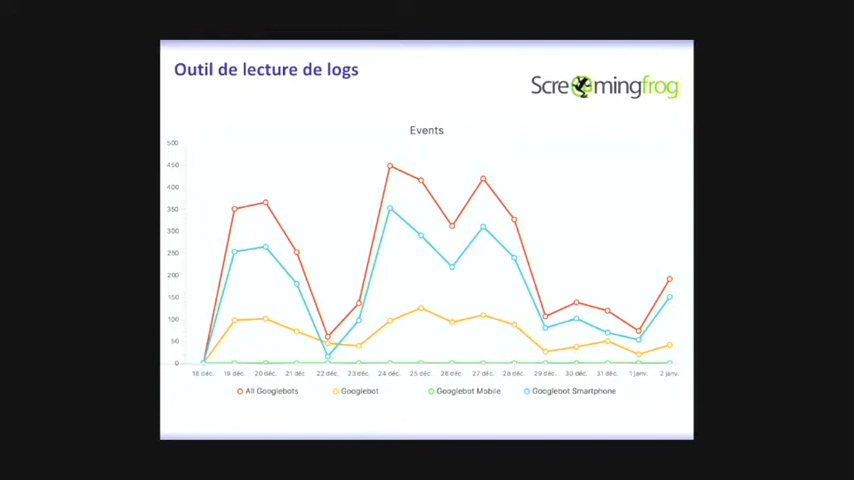 Outil de lecture de logs
Screamingfrog
Events
500
450
400
350
300
250
200
150
100
50
0
18 déc. 19 déc. 20 déc. 21 déc 22 déc. 23 déc. 24 déc. 25 déc 26 déc. 27 déc. 28 déc. 29 déc. 30 déc. 31 déc. 1 janv. 2 janv.
All Googlebots Googlebot Googlebot Mobile Googlebot Smartphone